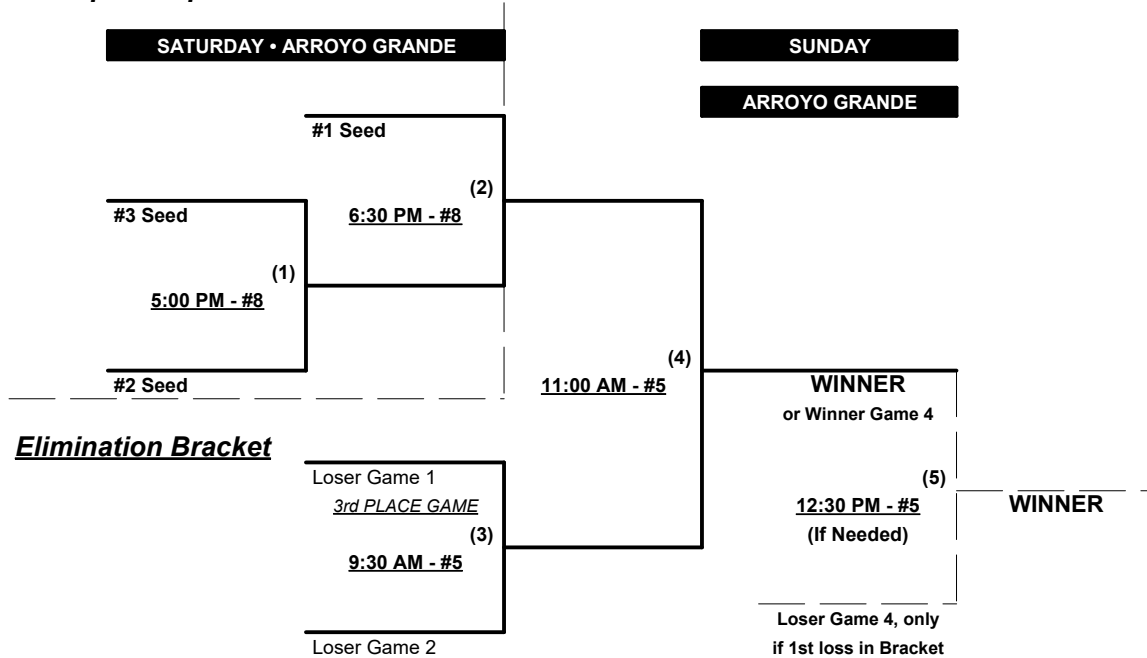 SATURDAY • ARROYO GRANDE
SUNDAY
ARROYO GRANDE
#1 Seed
(2)
6:30 PM - #8
#3 Seed
(1)
5:00 PM - #8
#2 Seed
(4)
11:00 AM - #5
WINNER
or Winner Game 4
Elimination Bracket
Loser Game 1
3rd PLACE GAME
(3)
9:30 AM - #5
Loser Game 2
(5)
12:30 PM - #5
(If Needed)
WINNER
Loser Game 4, only
if 1st loss in Bracket